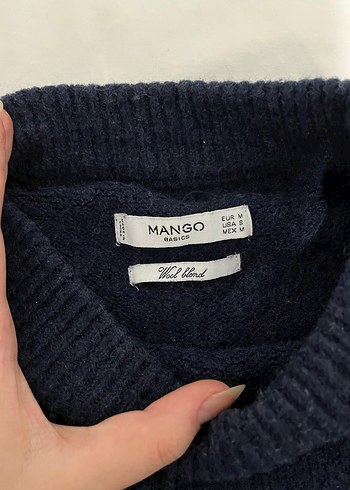 MANGO
BASICS
EUR M
USA S
MEX M
Wool blend